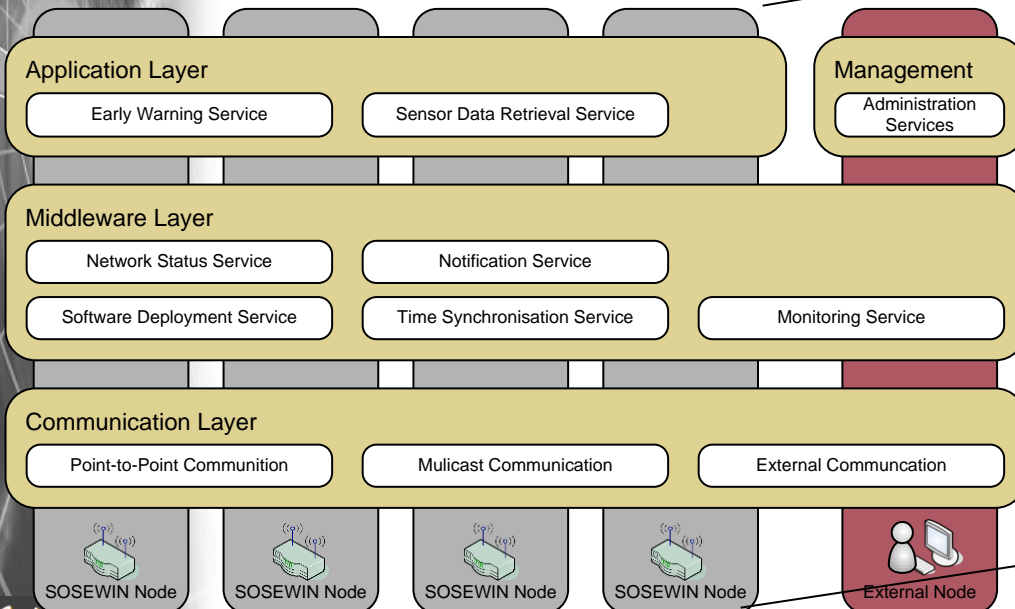 Application Layer
Management
Early Warning Service
Sensor Data Retrieval Service
Administration
Services
Middleware Layer
Network Status Service
Notification Service
Software Deployment Service
Time Synchronisation Service
Monitoring Service
Communication Layer
Point-to-Point Communition
Mulicast Communication
External Communcation
SOSEWIN Node
SOSEWIN Node
SOSEWIN Node
SOSEWIN Node
External Node